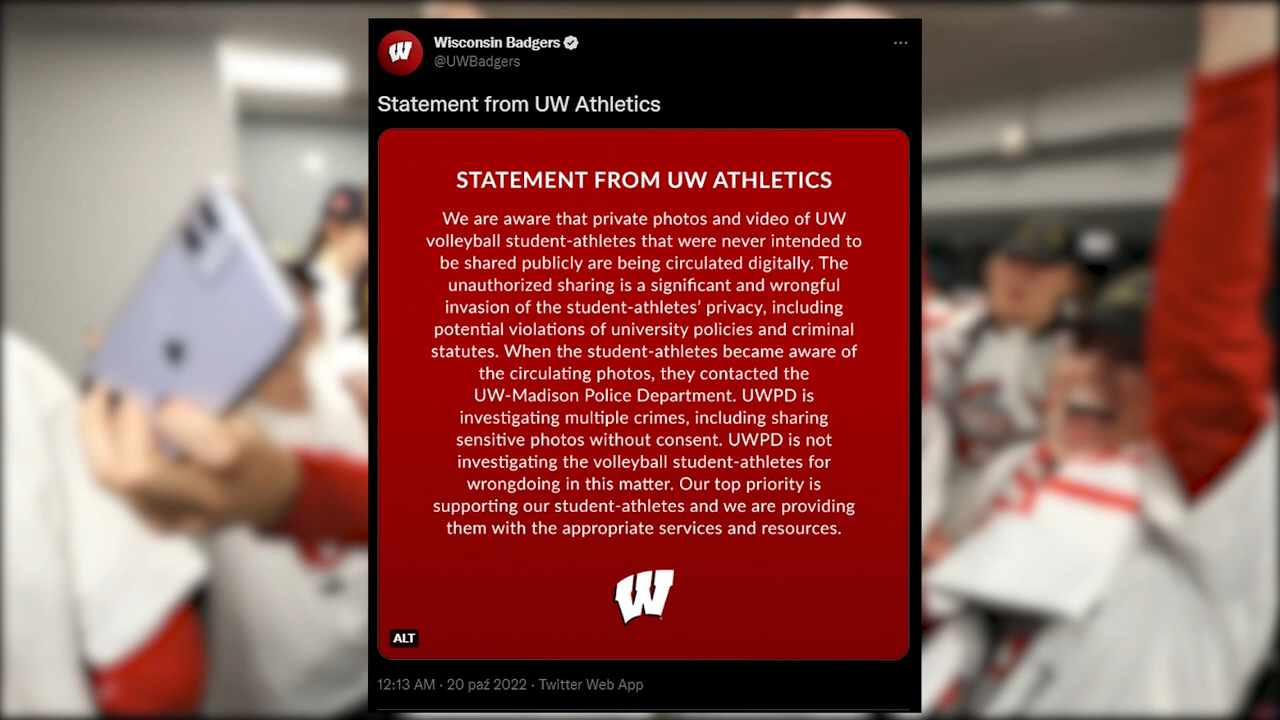 Wisconsin Badgers
@UWBadgers
Statement from UW Athletics
STATEMENT FROM UW ATHLETICS
We are aware that private photos and video of UW
volleyball student-athletes that were never intended to
be shared publicly are being circulated digitally. The
unauthorized sharing is a significant and wrongful
invasion of the student-athletes' privacy, including
potential violations of university policies and criminal
statutes. When the student-athletes became aware of
the circulating photos, they contacted the
UW-Madison Police Department. UWPD is
investigating multiple crimes, including sharing
sensitive photos without consent. UWPD is not
investigating the volleyball student-athletes for
wrongdoing in this matter. Our top priority is
supporting our student-athletes and we are providing
them with the appropriate services and resources.
W
ALT
12:13 AM · 20 paź 2022 · Twitter Web App